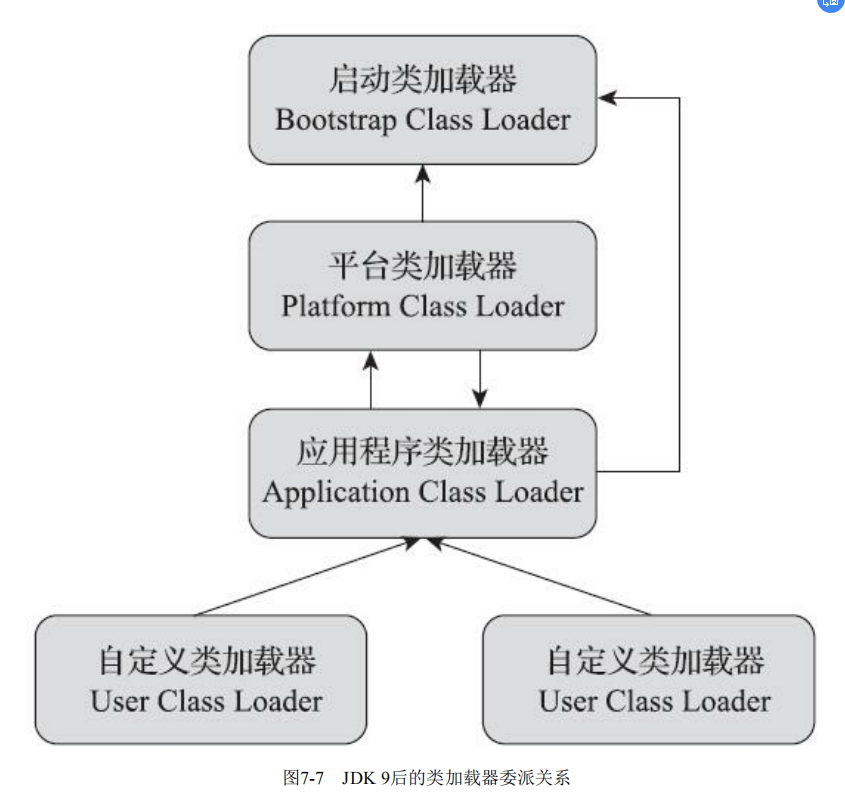 启动类加载器
Bootstrap Class Loader
平台类加载器
Platform Class Loader
应用程序类加载器
Application Class Loader
自定义类加载器
User Class Loader
自定义类加载器
User Class Loader
图7-7 JDK 9后的类加载器委派关系